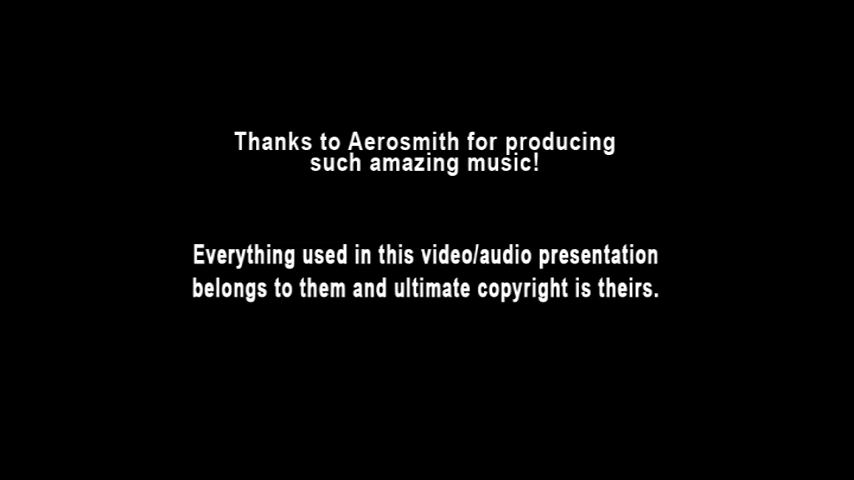 Thanks to Aerosmith for producing
such amazing music!
Everything used in this video/audio presentation
belongs to them and ultimate copyright is theirs.